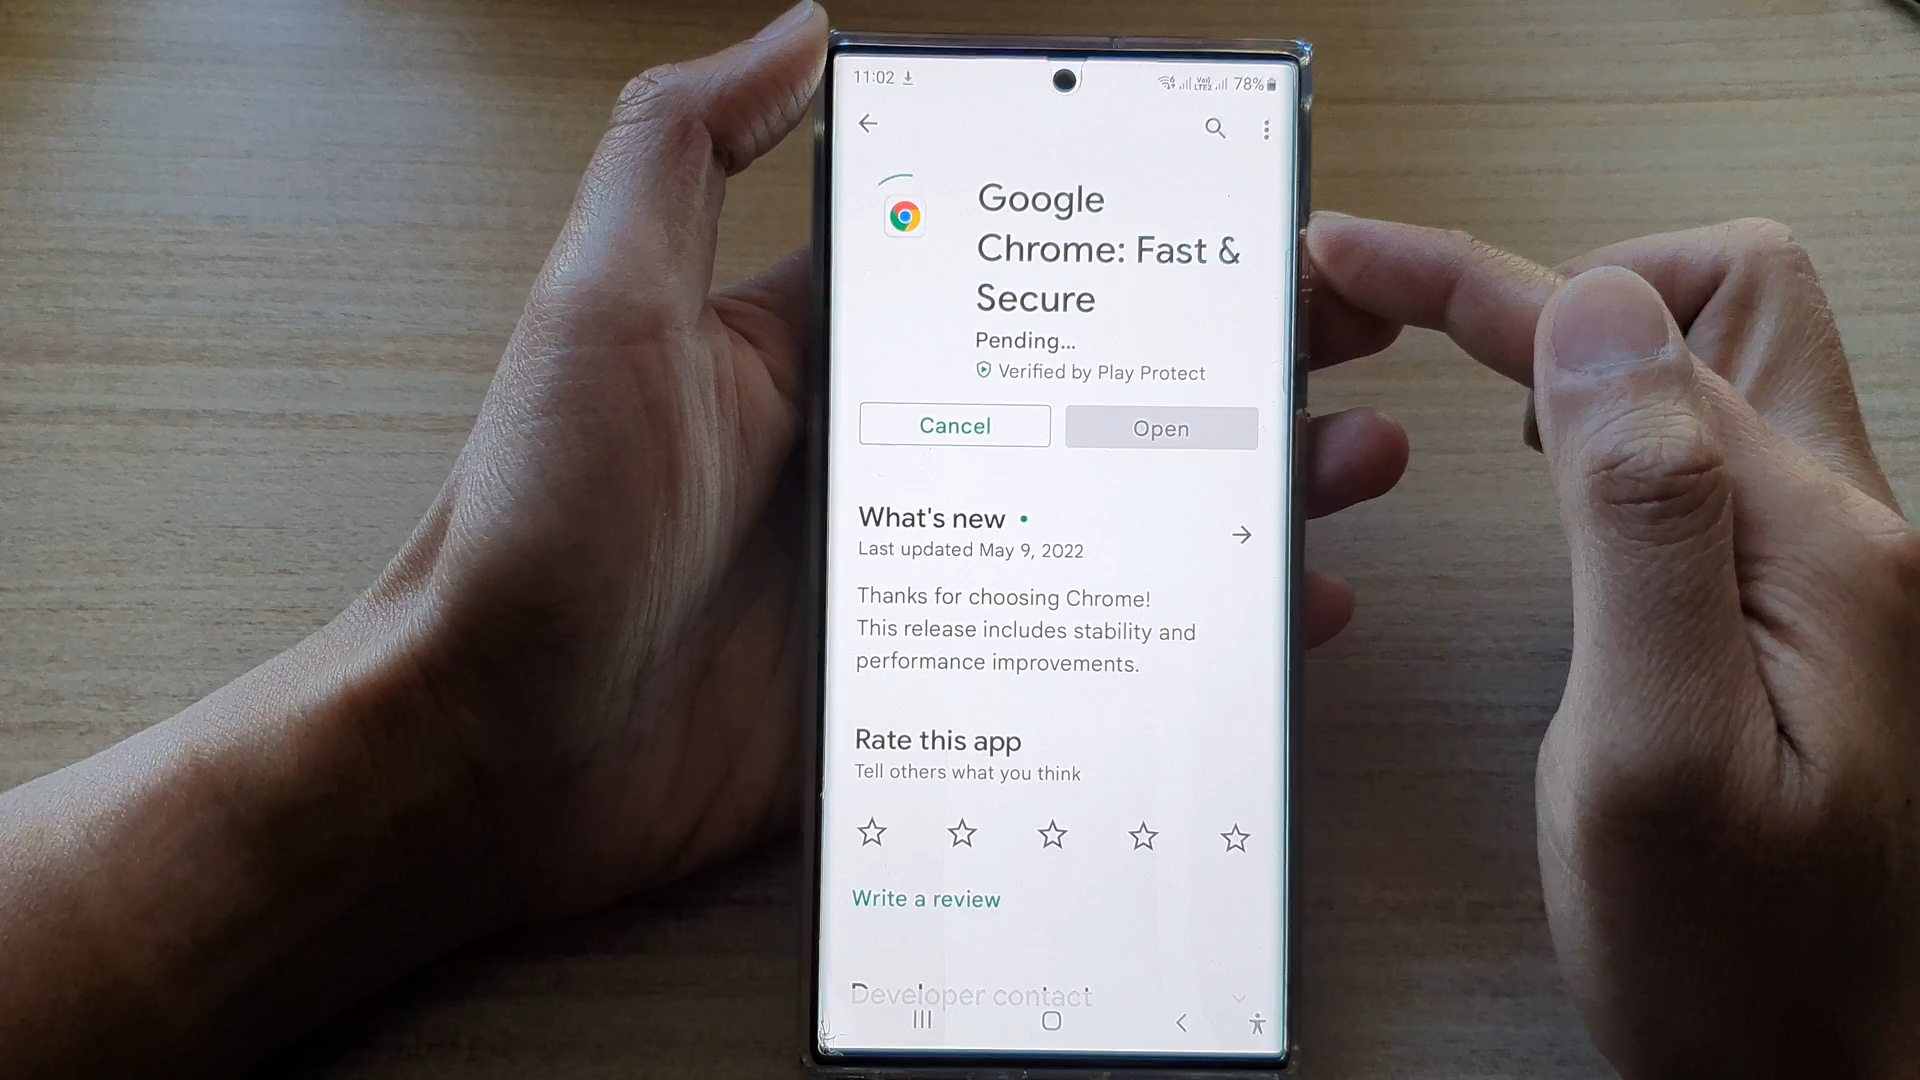 11:02
78%
Google
Chrome: Fast &
Secure
Pending...
Verified by Play Protect
Cancel
Open
What's new •
Last updated May 9, 2022
Thanks for choosing Chrome!
This release includes stability and
performance improvements.
Rate this app
Tell others what you think
Write a review
Developer contact